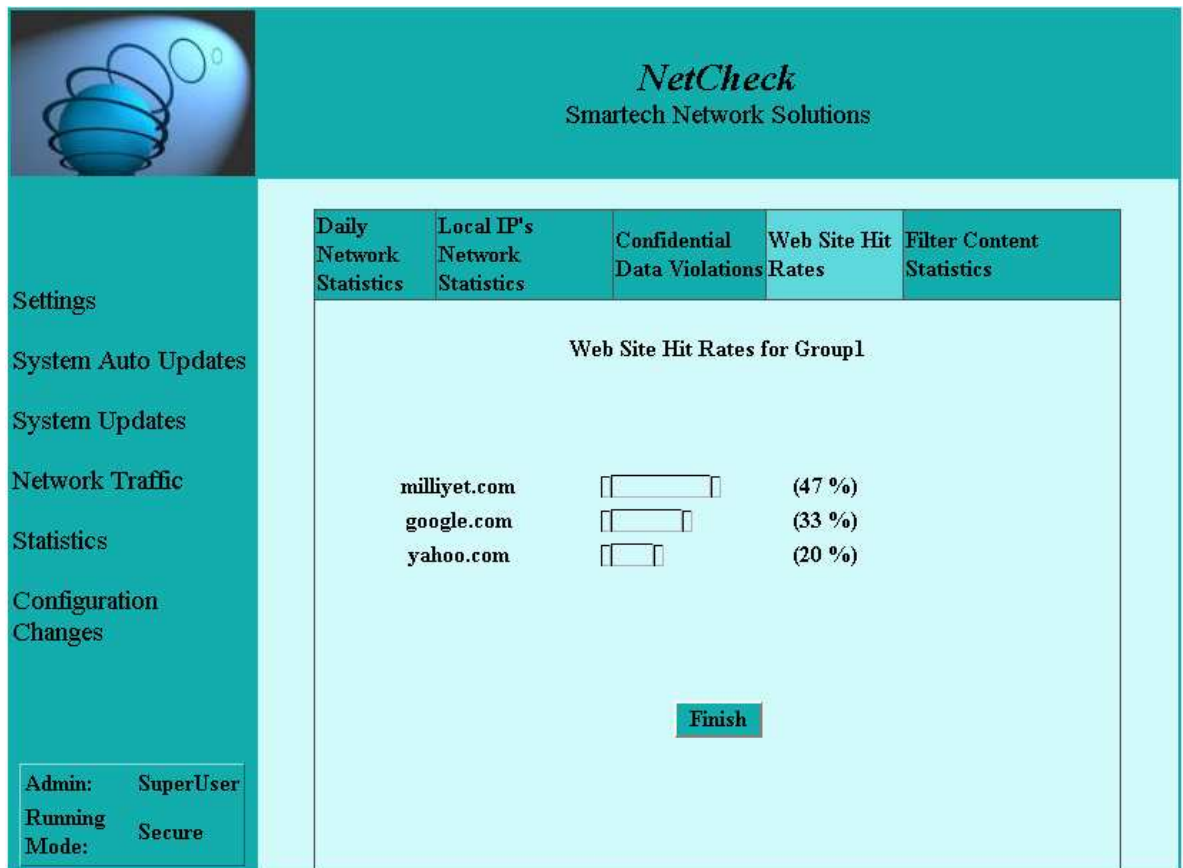 NetCheck
Smartech Network Solutions
Settings
System Auto Updates
System Updates
Network Traffic
Statistics
Configuration
Changes
Admin: SuperUser
Running
Mode: Secure
Daily
Network
Statistics
Local IP's
Network
Statistics
Confidential
Data Violations
Web Site Hit
Rates
Filter Content
Statistics
Web Site Hit Rates for Group1
milliyet.com (47 %)
google.com (33 %)
yahoo.com (20 %)
Finish